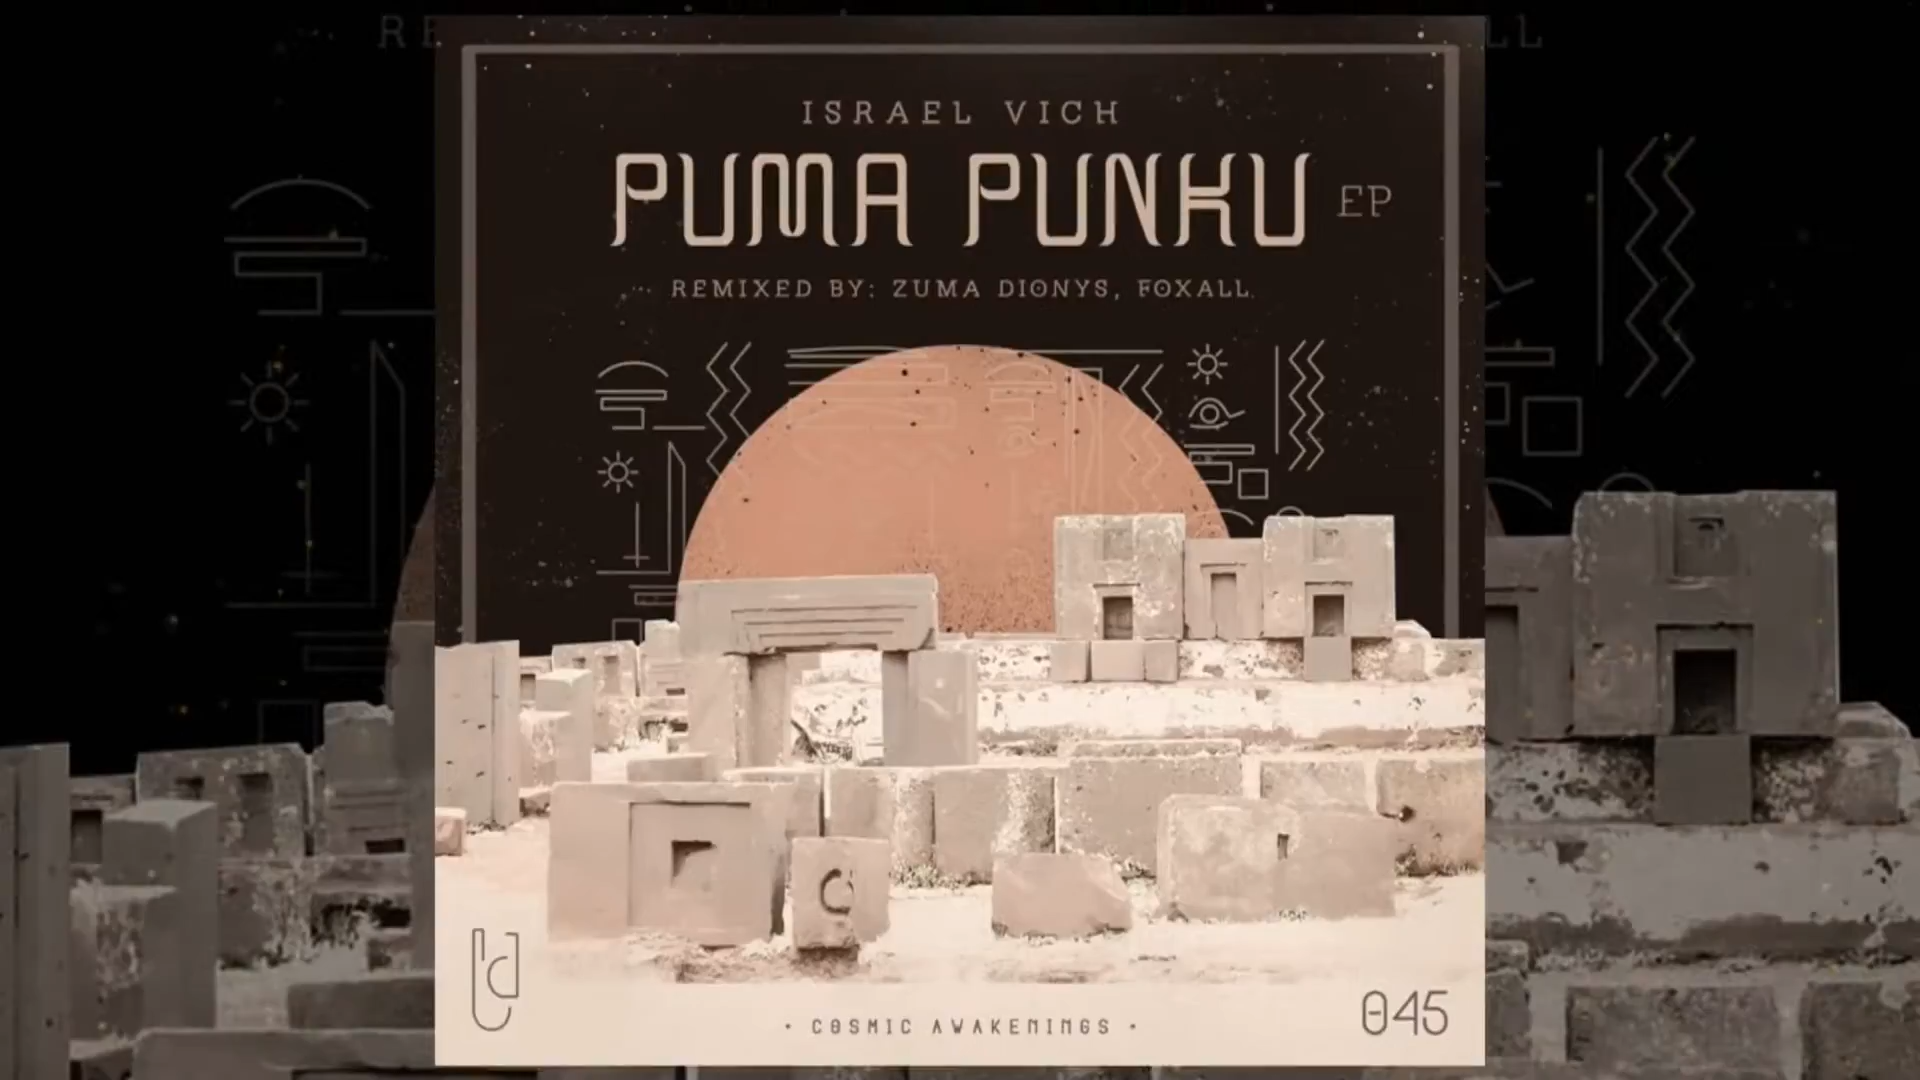 ISRAEL VICH
PUMA PUNKU EP
REMIXED BY: ZUMA DIONYS, FOXALL
• COSMIC AWAKENINGS •
045